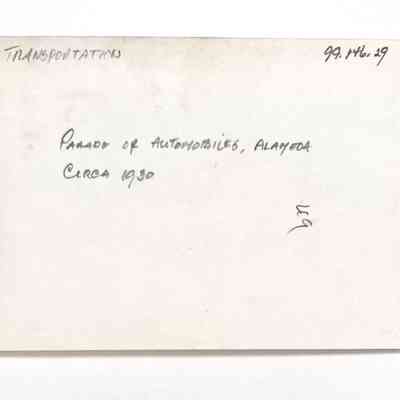 TRANSPORTATION
99.146.29
PARADE OF AUTOMOBILES, ALAMEDA
CIRCA 1930